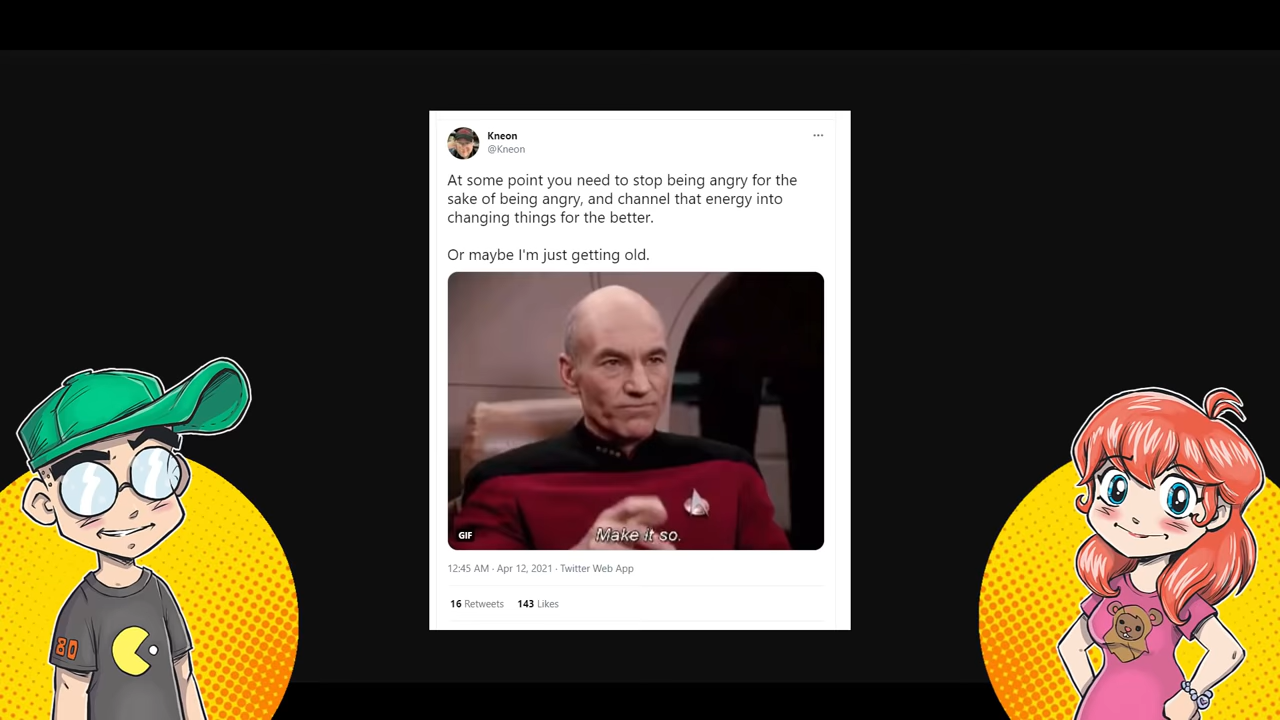 Kneon
@Kneon
At some point you need to stop being angry for the
sake of being angry, and channel that energy into
changing things for the better.
Or maybe I'm just getting old.
GIF
Make it so.
12:45 AM · Apr 12, 2021 · Twitter Web App
16 Retweets 143 Likes
80